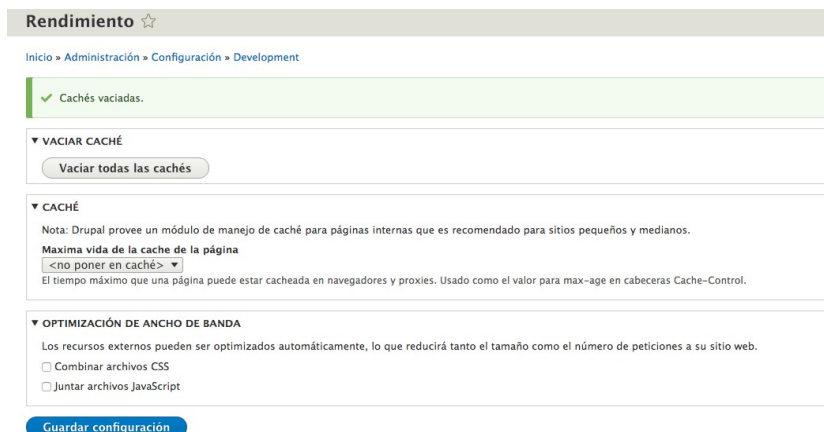 Rendimiento
Inicio » Administración » Configuración » Development
Cachés vaciadas.
VACIAR CACHÉ
Vaciar todas las cachés
CACHÉ
Nota: Drupal provee un módulo de manejo de caché para páginas internas que es recomendado para sitios pequeños y medianos.
Maxima vida de la cache de la página
<no poner en caché>
El tiempo máximo que una página puede estar cacheada en navegadores y proxies. Usado como el valor para max-age en cabeceras Cache-Control.
OPTIMIZACIÓN DE ANCHO DE BANDA
Los recursos externos pueden ser optimizados automáticamente, lo que reducirá tanto el tamaño como el número de peticiones a su sitio web.
Combinar archivos CSS
Juntar archivos JavaScript
Guardar configuración